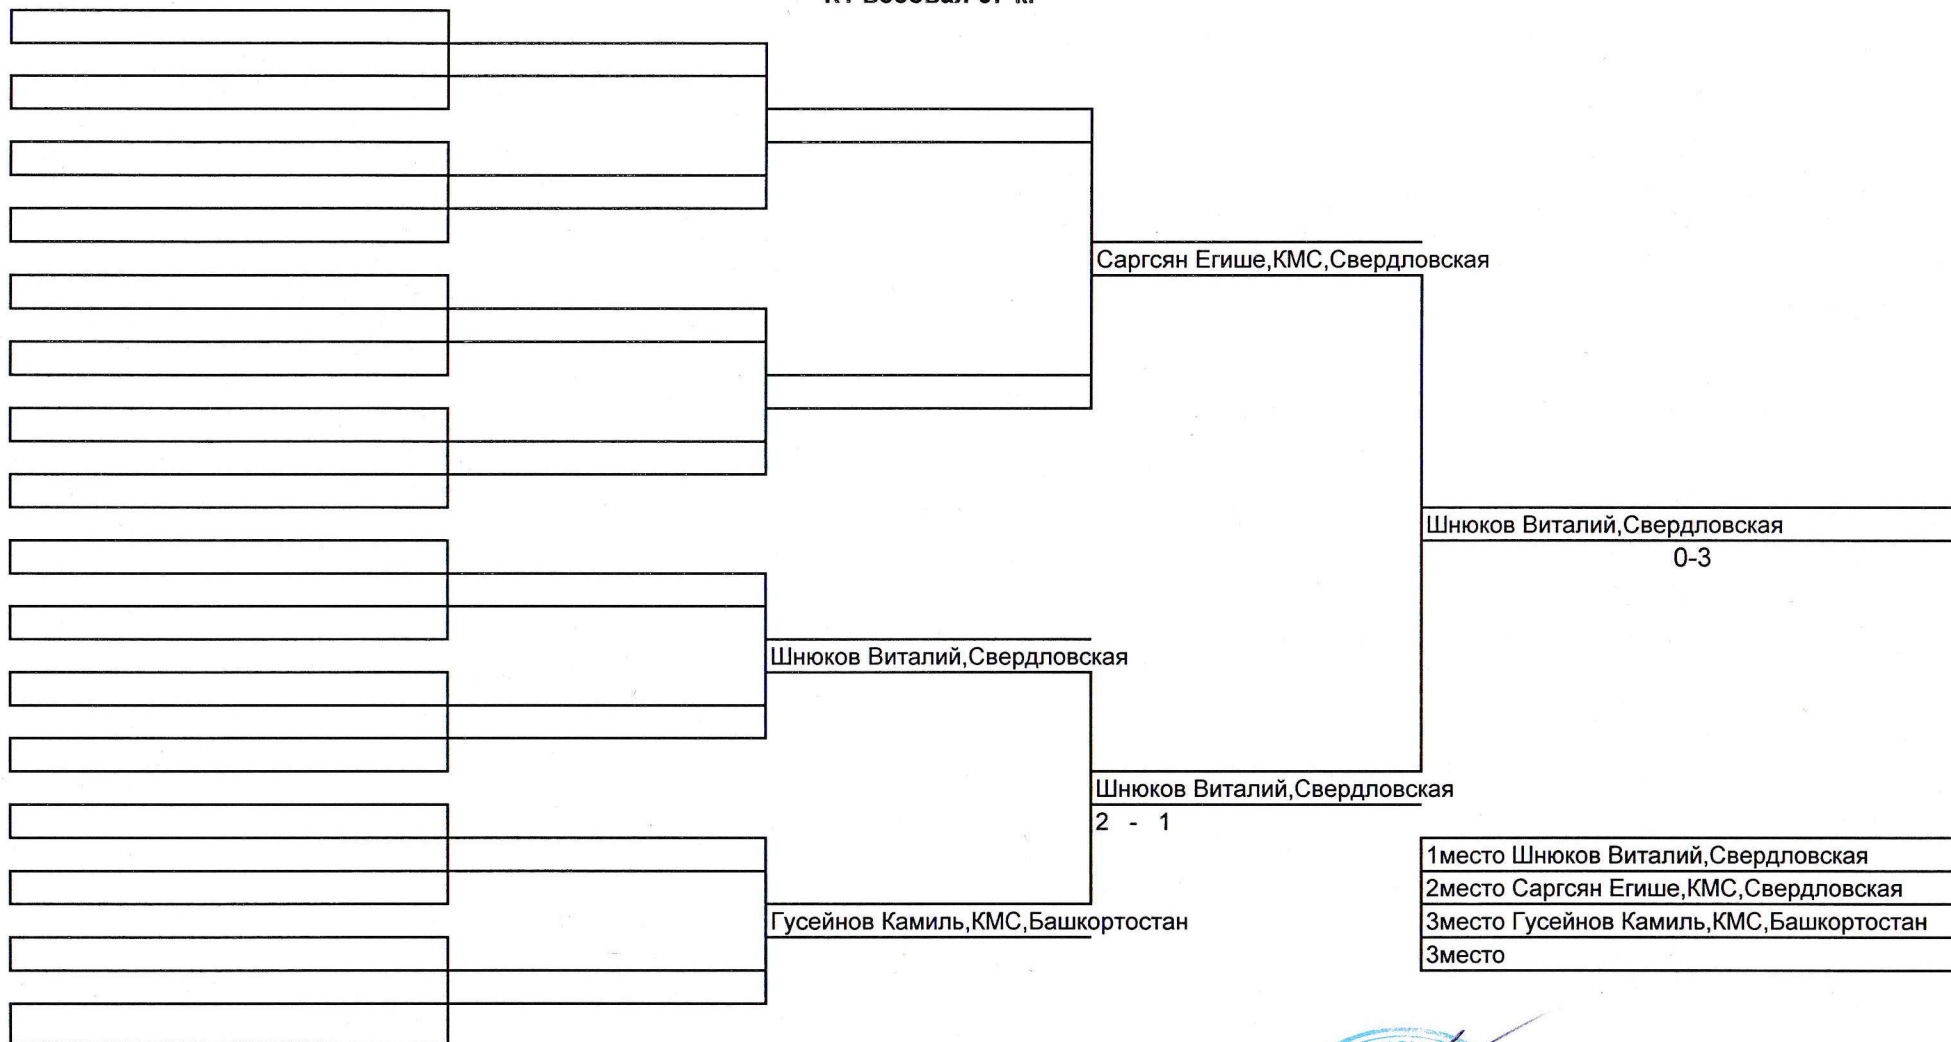 Саргсян Егише,КМС,Свердловская
Шнюков Виталий,Свердловская
0-3
Шнюков Виталий,Свердловская
Шнюков Виталий,Свердловская
2 - 1
Гусейнов Камиль,КМС,Башкортостан
1место Шнюков Виталий,Свердловская
2место Саргсян Егише,КМС,Свердловская
3место Гусейнов Камиль,КМС,Башкортостан
3место